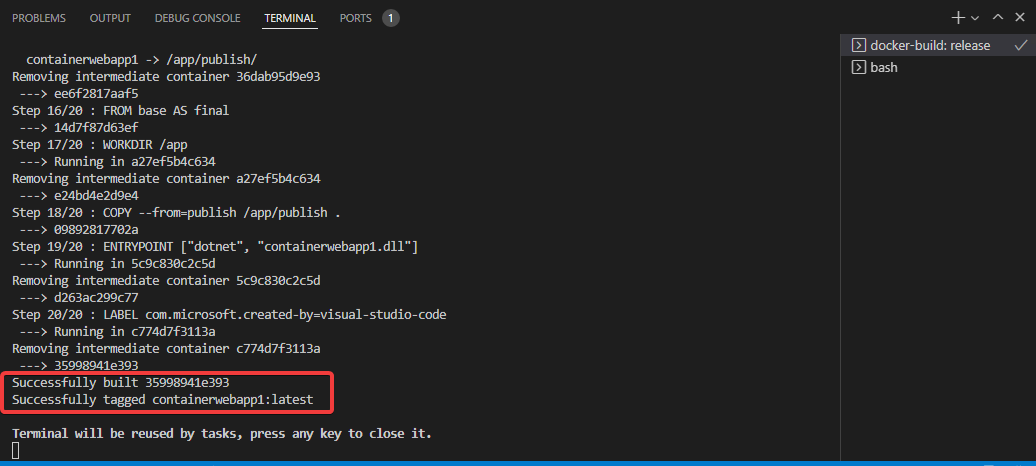 PROBLEMS OUTPUT DEBUG CONSOLE TERMINAL PORTS 1
containerwebapp1 -> /app/publish/
Removing intermediate container 36dab95d9e93
---> ee6f2817aaf5
Step 16/20 : FROM base AS final
---> 14d7f87d63ef
Step 17/20 : WORKDIR /app
---> Running in a27ef5b4c634
Removing intermediate container a27ef5b4c634
---> e24bd4e2d9e4
Step 18/20 : COPY --from=publish /app/publish .
---> 09892817702a
Step 19/20 : ENTRYPOINT ["dotnet", "containerwebapp1.dll"]
---> Running in 5c9c830c2c5d
Removing intermediate container 5c9c830c2c5d
---> d263ac299c77
Step 20/20 : LABEL com.microsoft.created-by=visual-studio-code
---> Running in c774d7f3113a
Removing intermediate container c774d7f3113a
---> 35998941e393
Successfully built 35998941e393
Successfully tagged containerwebapp1:latest
Terminal will be reused by tasks, press any key to close it.
docker-build: release
bash